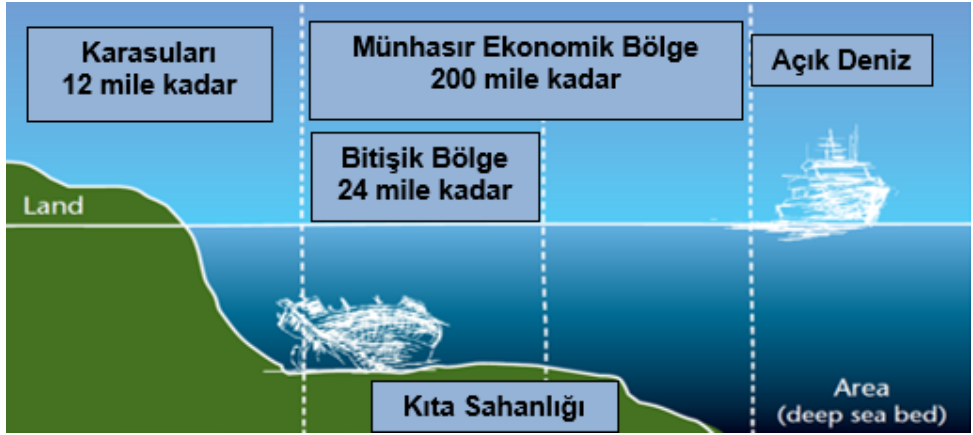 Karasuları
12 mile kadar
Münhasır Ekonomik Bölge
200 mile kadar
Açık Deniz
Bitişik Bölge
24 mile kadar
Land
Kıta Sahanlığı
Area
(deep sea bed)